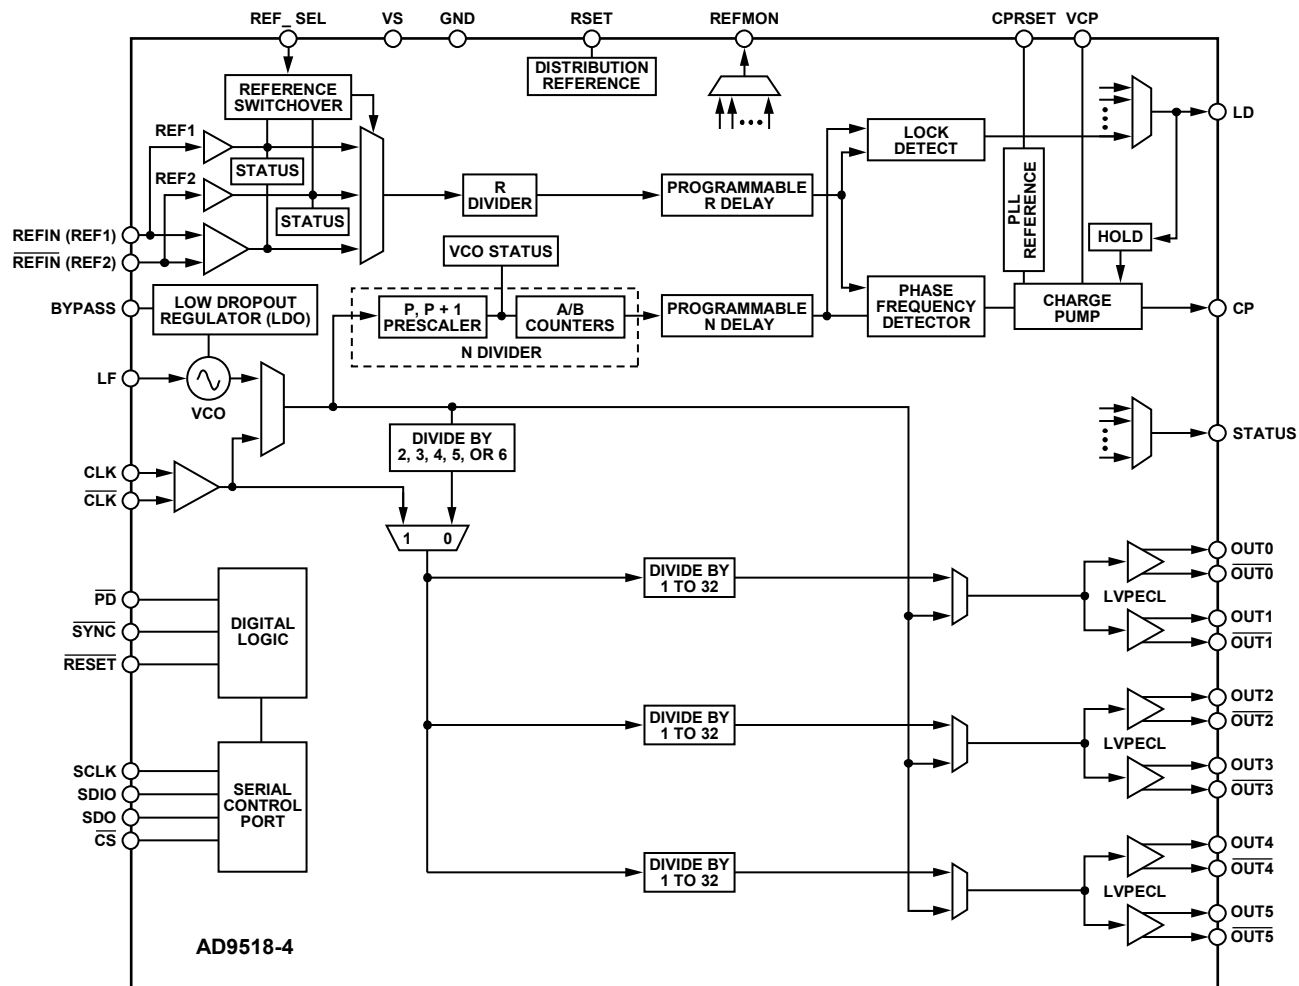 REF_SEL VS GND RSET REFMON CPRSET VCP
REFERENCE
SWITCHOVER
DISTRIBUTION
REFERENCE
REF1
STATUS
REF2
STATUS
REFIN (REF1)
REFIN (REF2)
R
DIVIDER
PROGRAMMABLE
R DELAY
LOCK
DETECT
PLL
REFERENCE
LD
HOLD
VCO STATUS
BYPASS
LOW DROPOUT
REGULATOR (LDO)
P, P + 1
PRESCALER
A/B
COUNTERS
N DIVIDER
PROGRAMMABLE
N DELAY
PHASE
FREQUENCY
DETECTOR
CHARGE
PUMP
CP
LF
VCO
DIVIDE BY
2, 3, 4, 5, OR 6
STATUS
CLK
CLK
1 0
PD
SYNC
RESET
DIGITAL
LOGIC
DIVIDE BY
1 TO 32
LVPECL
OUT0
OUT0
OUT1
OUT1
DIVIDE BY
1 TO 32
LVPECL
OUT2
OUT2
OUT3
OUT3
SCLK
SDIO
SDO
CS
SERIAL
CONTROL
PORT
DIVIDE BY
1 TO 32
LVPECL
OUT4
OUT4
OUT5
OUT5
AD9518-4